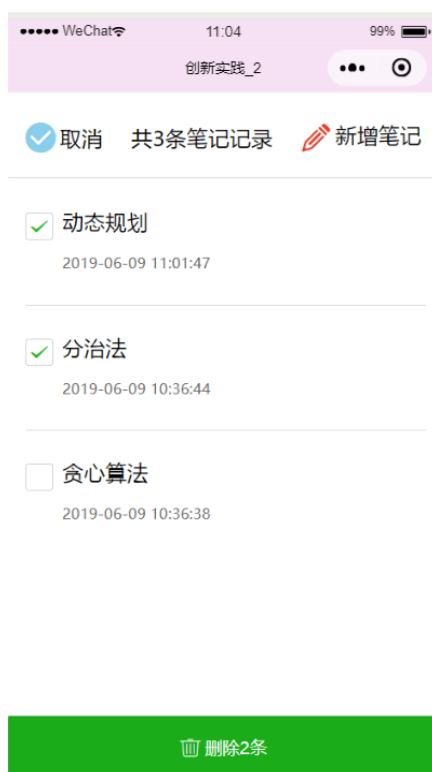 WeChat 11:04 99%
创新实践_2
取消 共3条笔记记录 新增笔记
动态规划
2019-06-09 11:01:47
分治法
2019-06-09 10:36:44
贪心算法
2019-06-09 10:36:38
删除2条